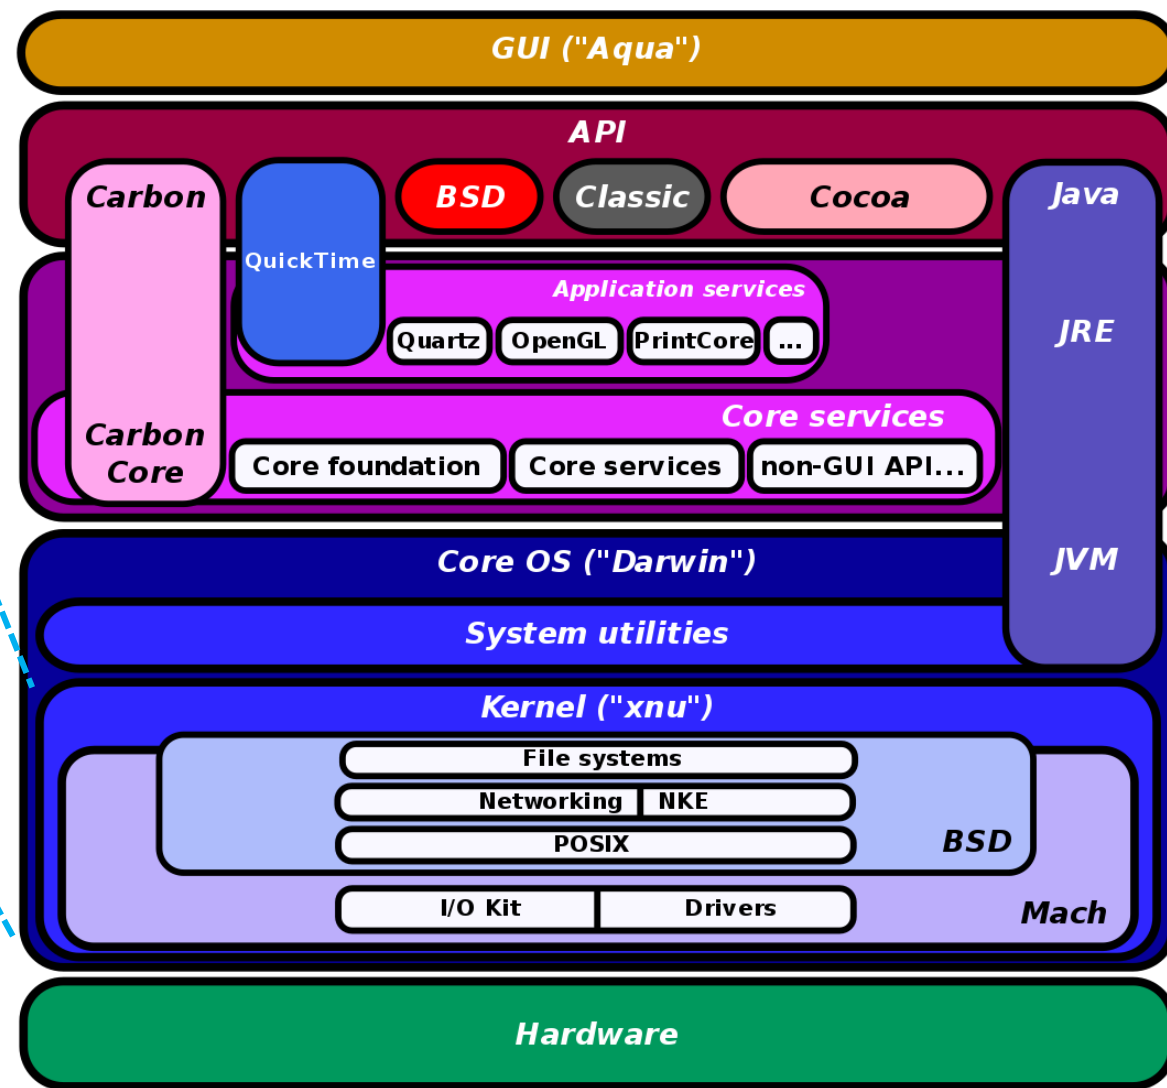 GUI ("Aqua")
API
Carbon
BSD
Classic
Cocoa
Java
QuickTime
Application services
Quartz
OpenGL
PrintCore
...
JRE
Carbon
Core
Core services
Core foundation
Core services
non-GUI API...
Core OS ("Darwin")
JVM
System utilities
Kernel ("xnu")
File systems
Networking
NKE
POSIX
BSD
I/O Kit
Drivers
Mach
Hardware